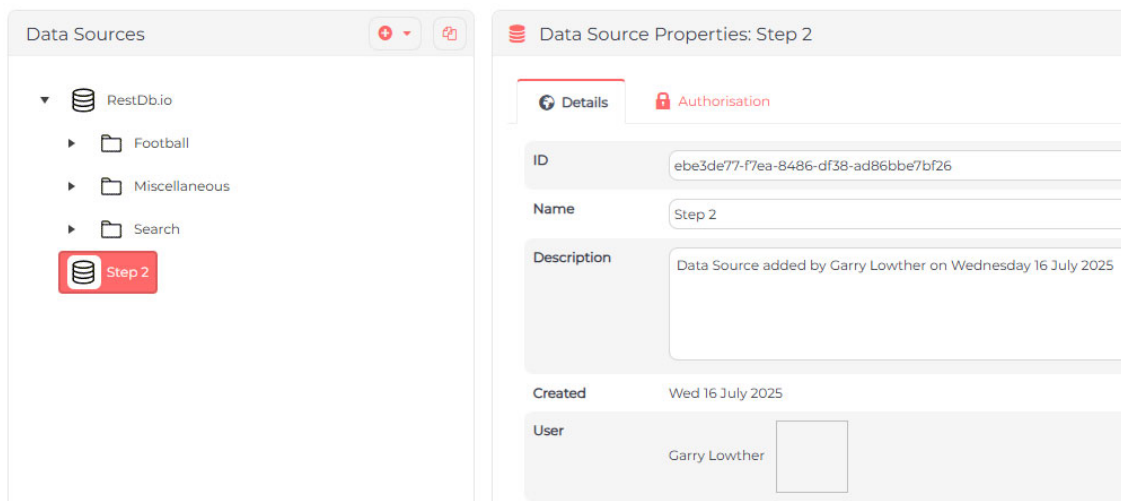 Data Sources
RestDb.io
Football
Miscellaneous
Search
Step 2
Data Source Properties: Step 2
Details
Authorisation
ID
ebe3de77-f7ea-8486-df38-ad86bbe7bf26
Name
Step 2
Description
Data Source added by Garry Lowther on Wednesday 16 July 2025
Created
Wed 16 July 2025
User
Garry Lowther